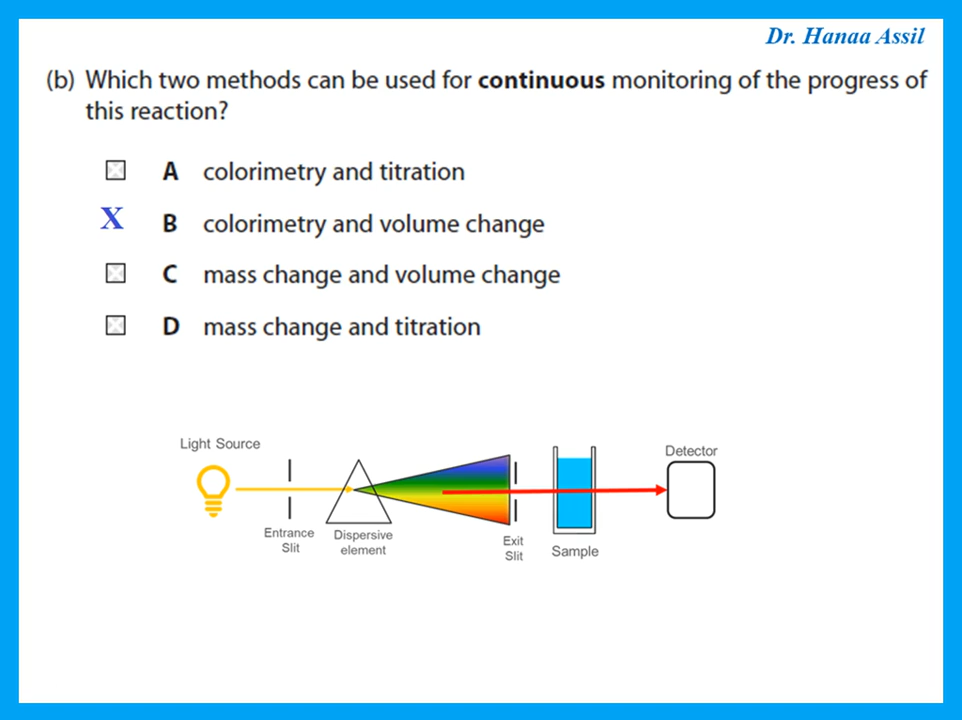 Dr. Hanaa Assil
(b) Which two methods can be used for continuous monitoring of the progress of
this reaction?
A colorimetry and titration
X B colorimetry and volume change
C mass change and volume change
D mass change and titration
Light Source
Detector
Entrance
Slit
Dispersive
element
Exit
Slit
Sample